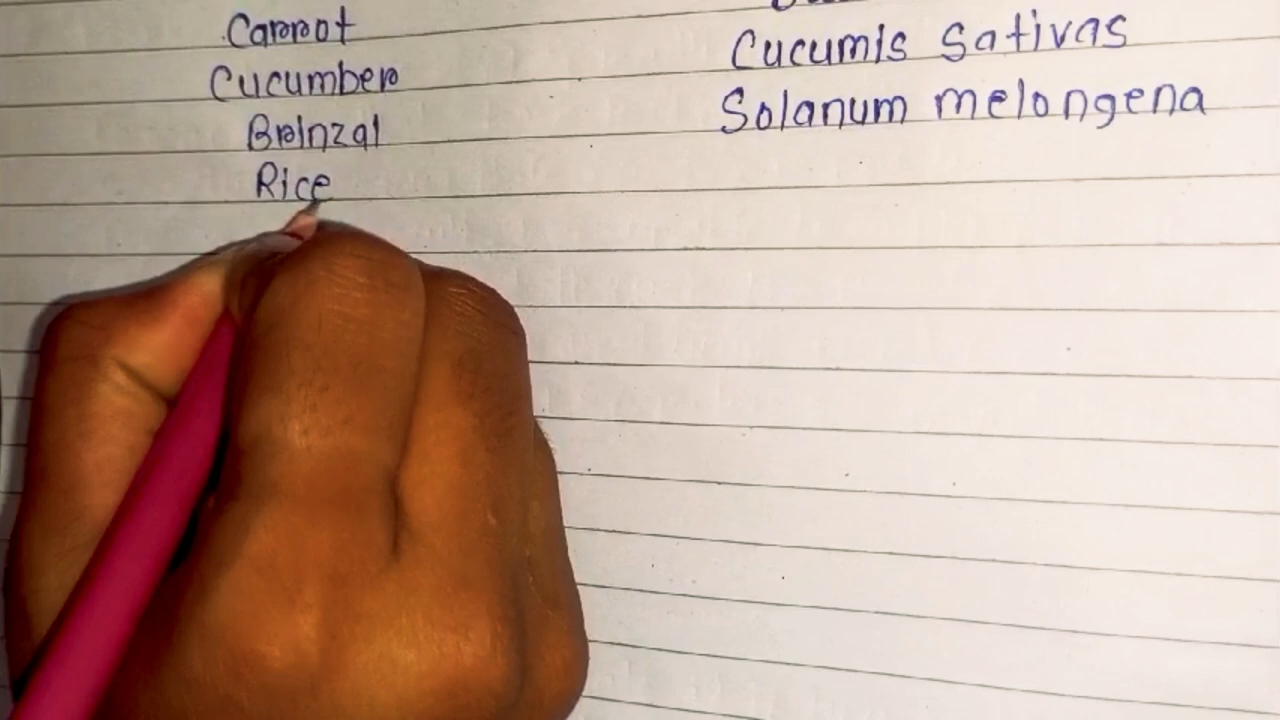 Carrot
Cucumis sativas
Cucumber
Solanum melongena
Brinzal
Rice